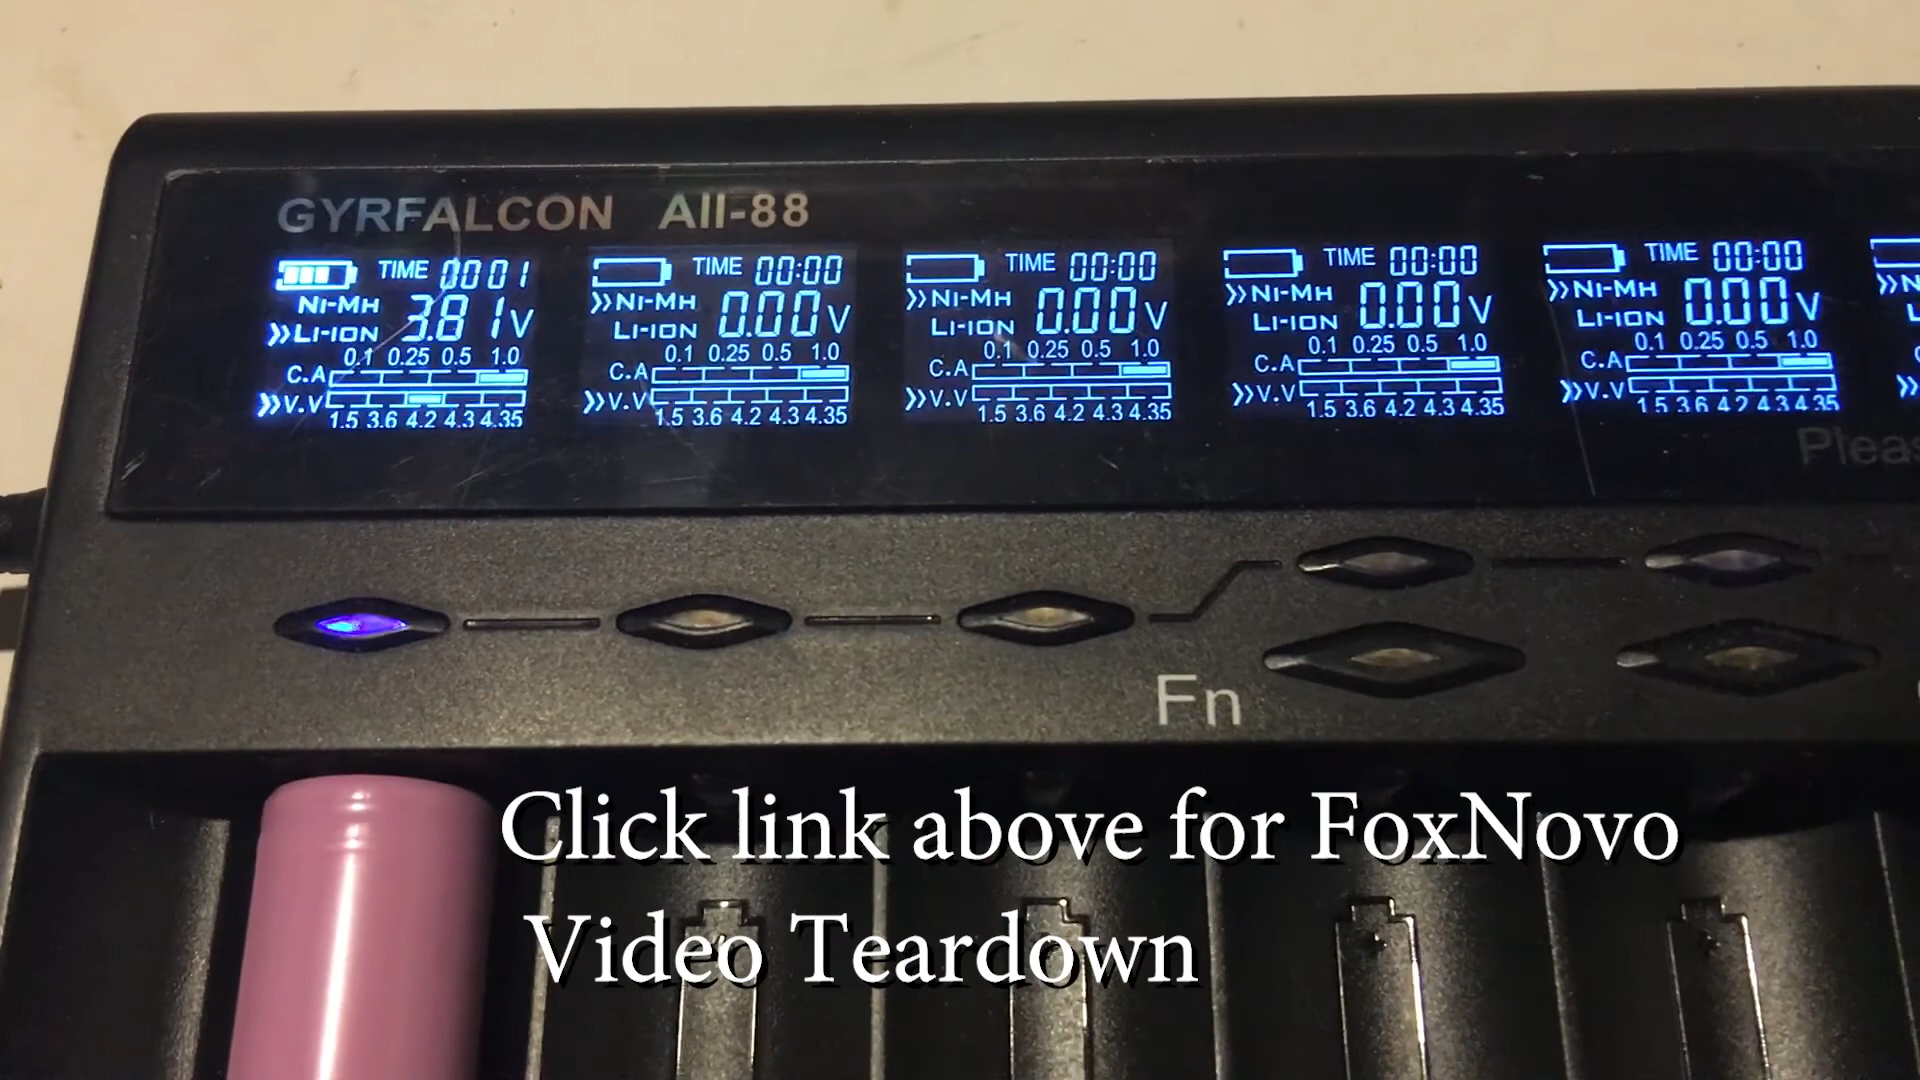 GYRFALCON All-88
TIME 00 01
NI-MH
»LI-ION 3.81V
0.1 0.25 0.5 1.0
C.A
»V.V
1.5 3.6 4.2 4.3 4.35
TIME 00:00
»NI-MH
LI-ION 0.00V
0.1 0.25 0.5 1.0
C.A
»V.V
1.5 3.6 4.2 4.3 4.35
TIME 00:00
»NI-MH
LI-ION 0.00V
0.1 0.25 0.5 1.0
C.A
»V.V
1.5 3.6 4.2 4.3 4.35
TIME 00:00
»NI-MH
LI-ION 0.00V
0.1 0.25 0.5 1.0
C.A
»V.V
1.5 3.6 4.2 4.3 4.35
TIME 00:00
»NI-MH
LI-ION 0.00V
0.1 0.25 0.5 1.0
C.A
»V.V
1.5 3.6 4.2 4.3 4.35
Fn
Click link above for FoxNovo
Video Teardown